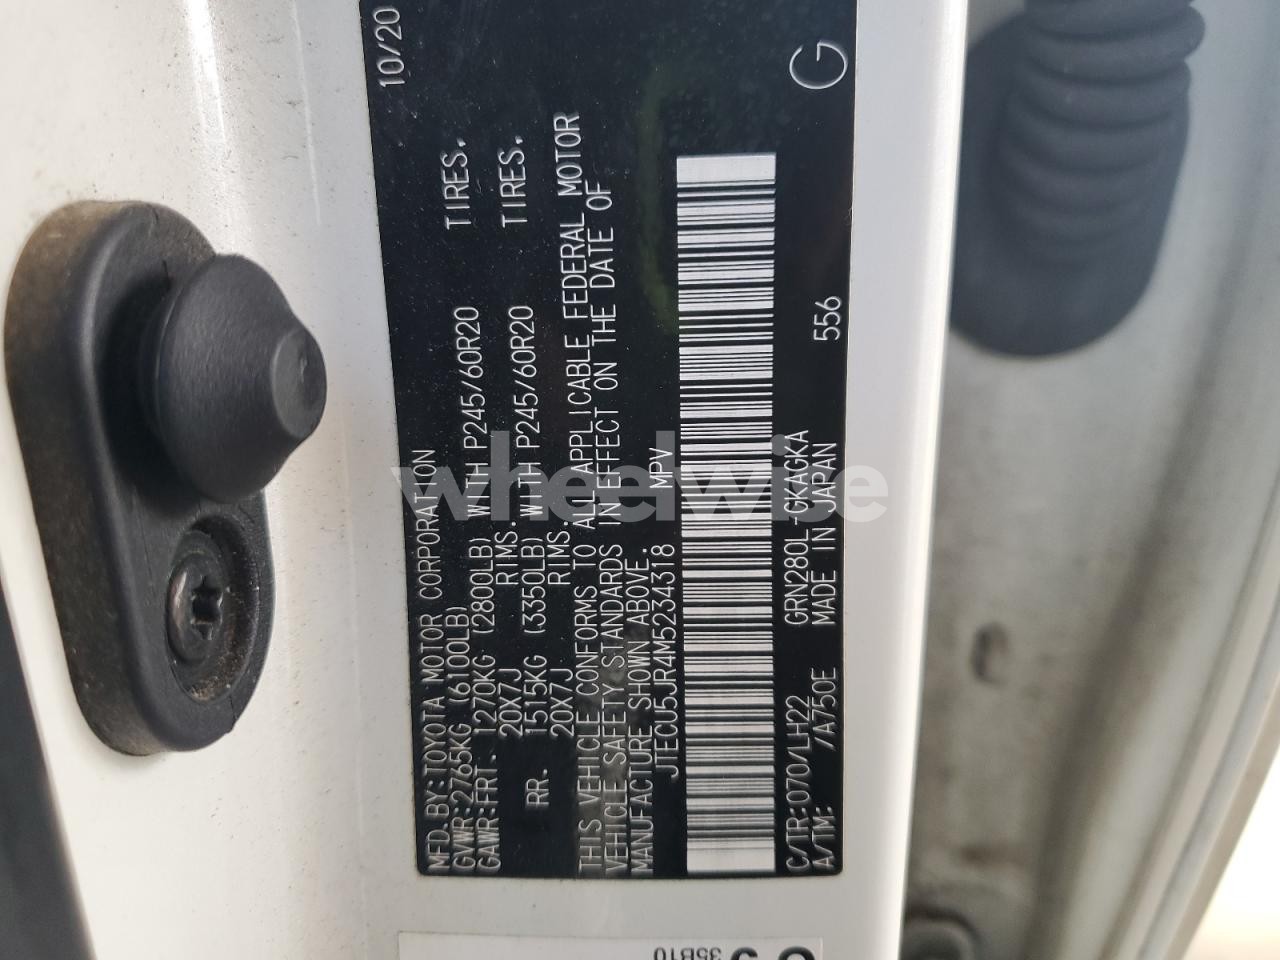 MFD.BY:TOYOTA MOTOR CORPORATION 10/20
GVWR:2765KG (6100LB)
GAWR:FRT. 1270KG (2800LB) WITH P245/60R20 TIRES.
20X7J RIMS.
RR. 1515KG (3350LB) WITH P245/60R20 TIRES.
20X7J RIMS.
THIS VEHICLE CONFORMS TO ALL APPLICABLE FEDERAL MOTOR
VEHICLE SAFETY STANDARDS IN EFFECT ON THE DATE OF
MANUFACTURE SHOWN ABOVE.
JTECU5JR4M5234318 MPV
C/TR:070/LH22 GRN280L-CKAGKA
A/TM: /A750E MADE IN JAPAN 556 G
wheelwise
35B10